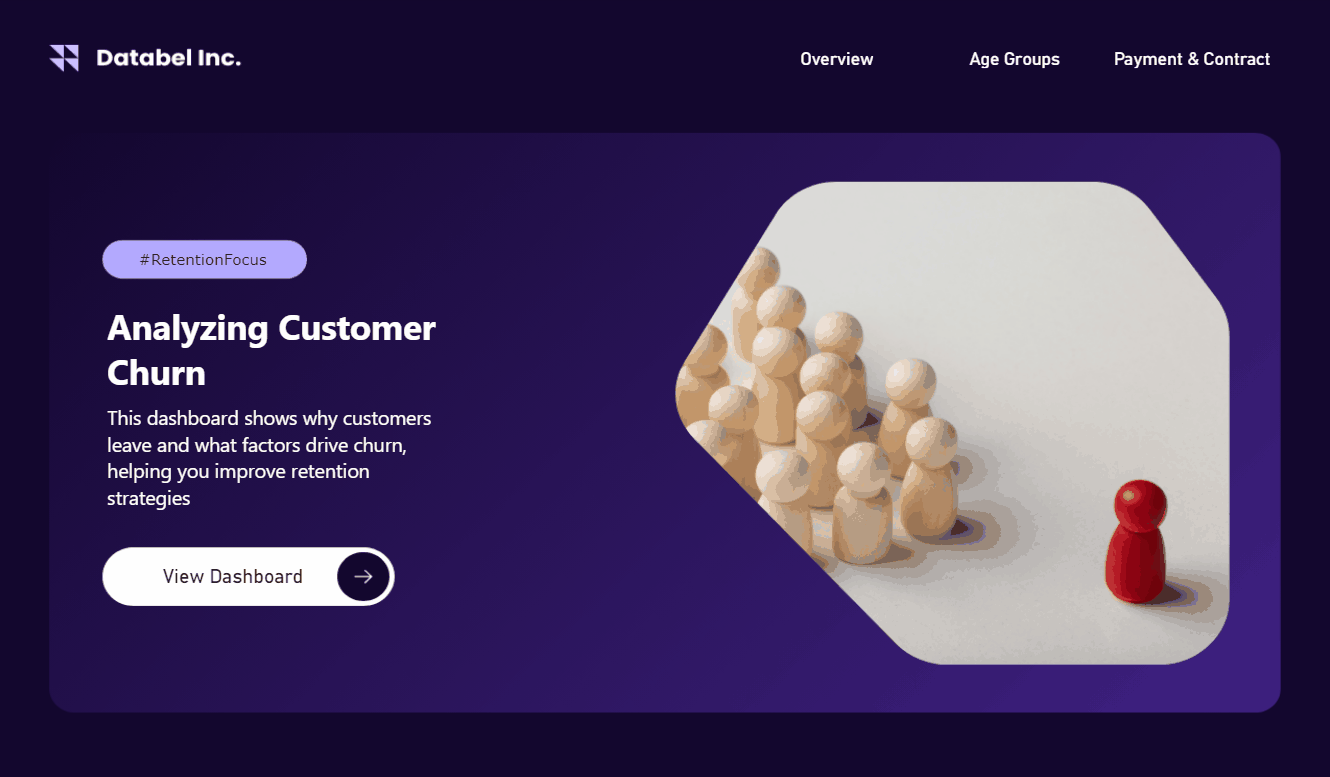 Databel Inc.
Overview
Age Groups
Payment & Contract
#RetentionFocus
Analyzing Customer
Churn
This dashboard shows why customers
leave and what factors drive churn,
helping you improve retention
strategies
View Dashboard